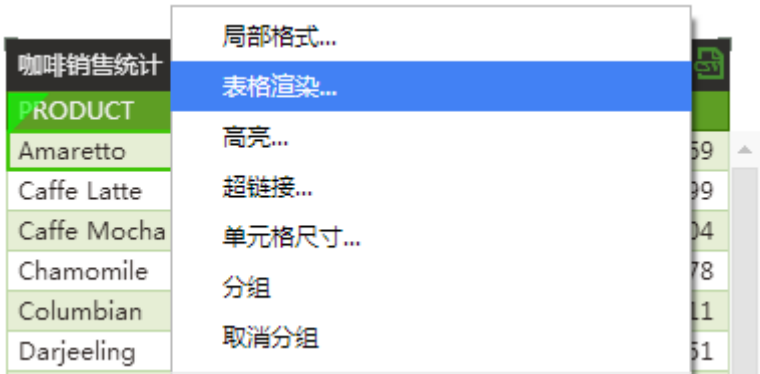 局部格式...
咖啡销售统计
CSV
表格渲染...
PRODUCT
高亮...
Amaretto
59
Caffe Latte
超链接...
99
Caffe Mocha
单元格尺寸...
04
Chamomile
78
分组
Columbian
11
取消分组
Darjeeling
51